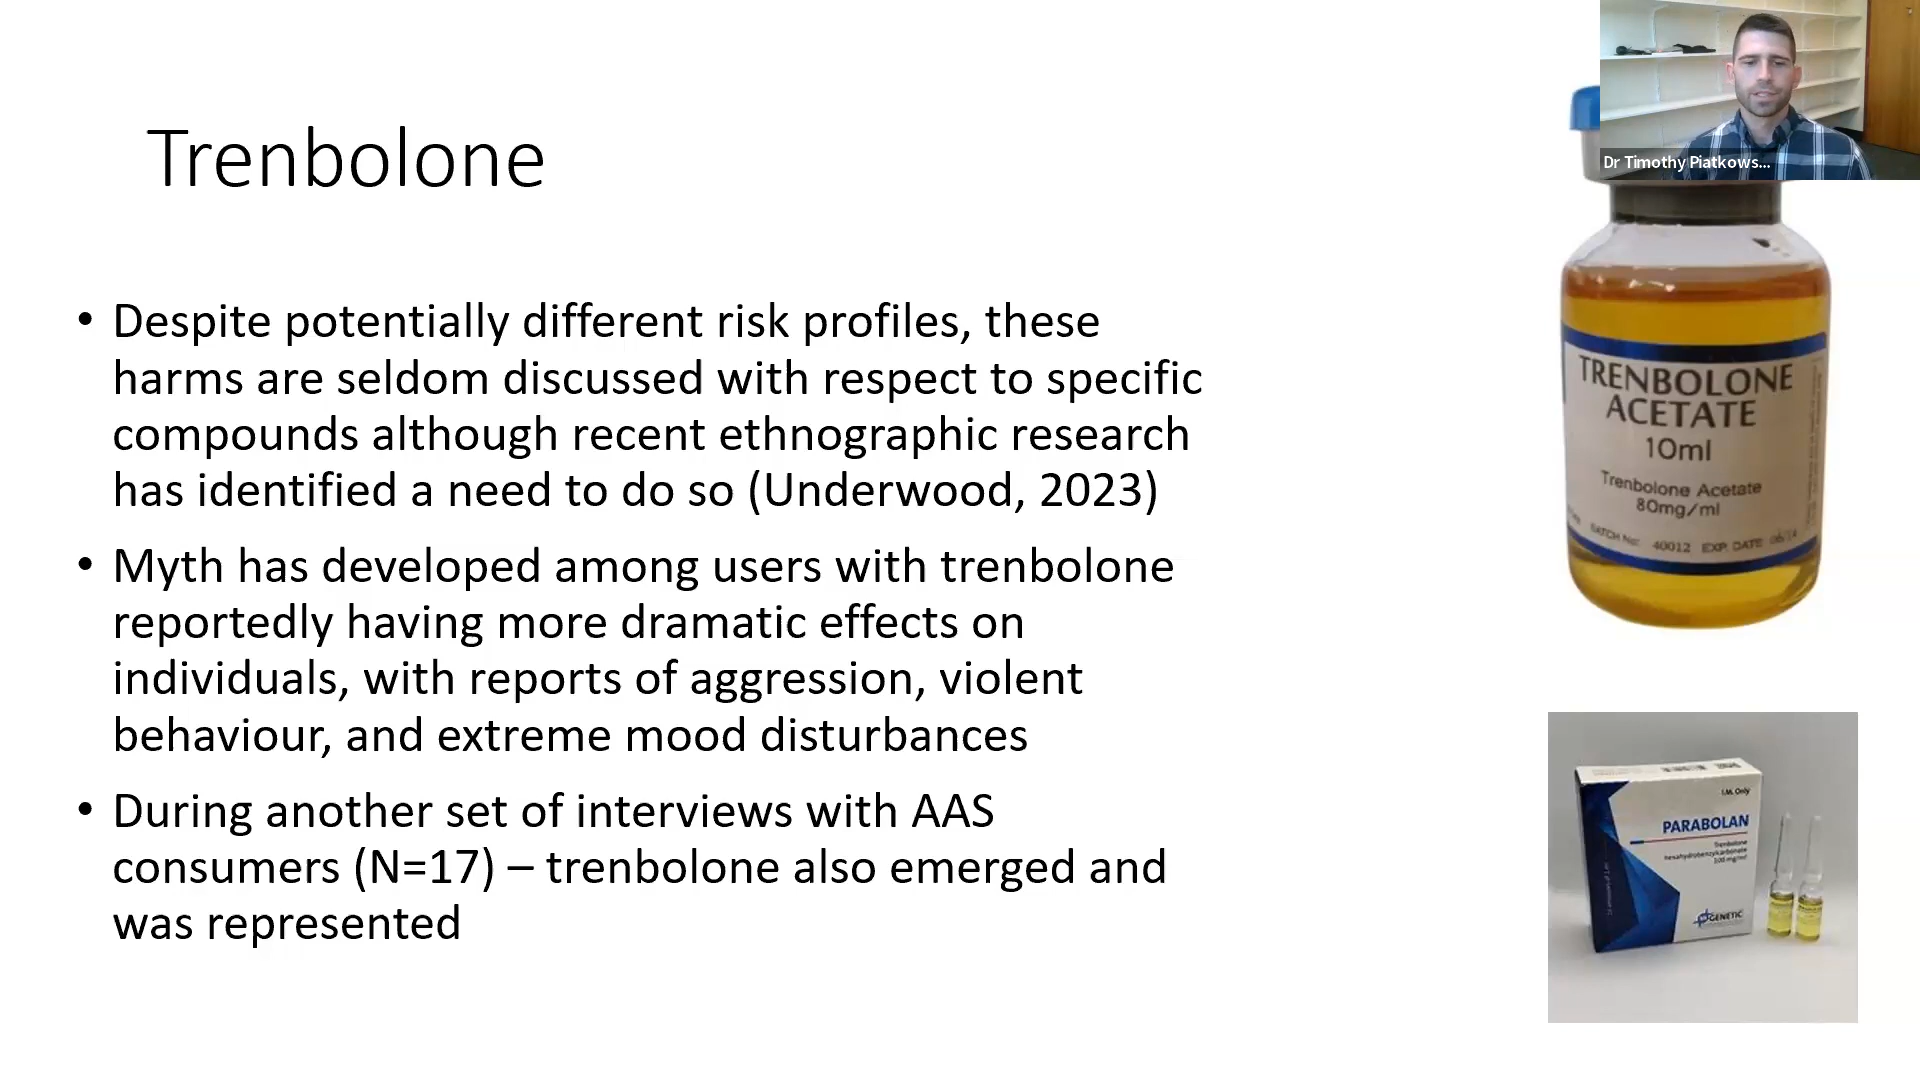 Dr Timothy Piatkows...
Trenbolone
• Despite potentially different risk profiles, these
harms are seldom discussed with respect to specific
compounds although recent ethnographic research
has identified a need to do so (Underwood, 2023)
• Myth has developed among users with trenbolone
reportedly having more dramatic effects on
individuals, with reports of aggression, violent
behaviour, and extreme mood disturbances
• During another set of interviews with AAS
consumers (N=17) – trenbolone also emerged and
was represented
TRENBOLONE
ACETATE
10ml
Trenbolone Acetate
80mg/ml
BATCH No: 40012 EXP. DATE
I.M. Only
PARABOLAN
Trenbolone
hexahydrobenzylcarbonate
100 mg/ml
GENETIC